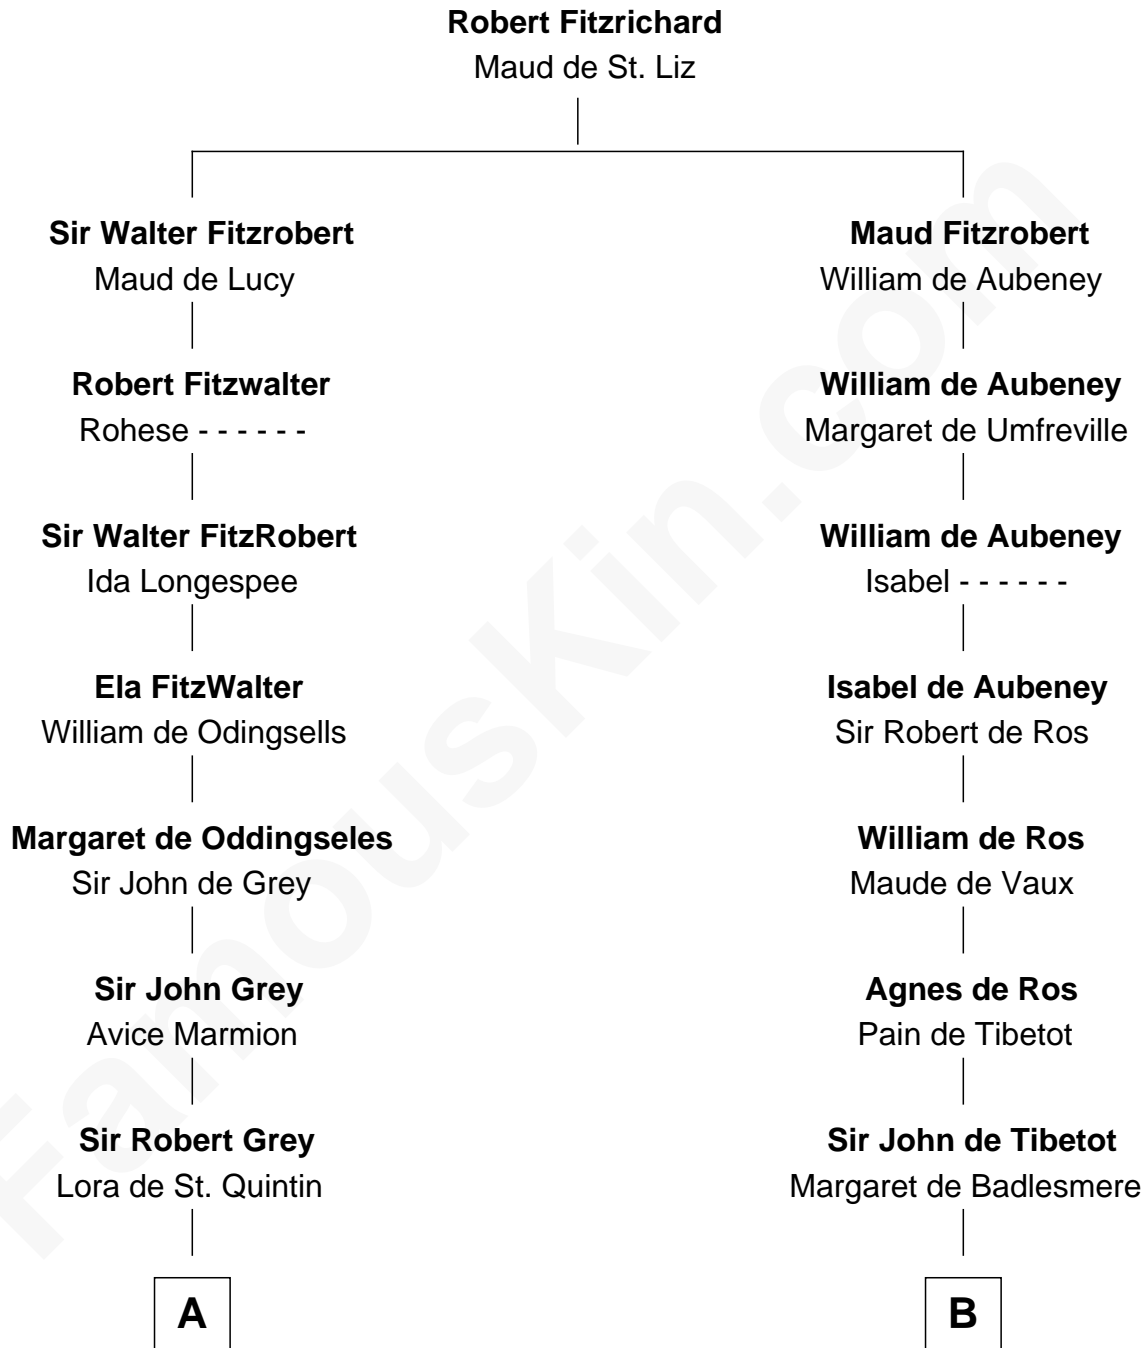 Robert Fitzrichard
Maud de St. Liz
Sir Walter Fitzrobert
Maud de Lucy
Robert Fitzwalter
Rohese - - - - - -
Sir Walter FitzRobert
Ida Longespee
Ela FitzWalter
William de Odingsells
Margaret de Oddingseles
Sir John de Grey
Sir John Grey
Avice Marmion
Sir Robert Grey
Lora de St. Quintin
A
Maud Fitzrobert
William de Aubeney
William de Aubeney
Margaret de Umfreville
William de Aubeney
Isabel - - - - - -
Isabel de Aubeney
Sir Robert de Ros
William de Ros
Maude de Vaux
Agnes de Ros
Pain de Tibetot
Sir John de Tibetot
Margaret de Badlesmere
B
FamousKin.com